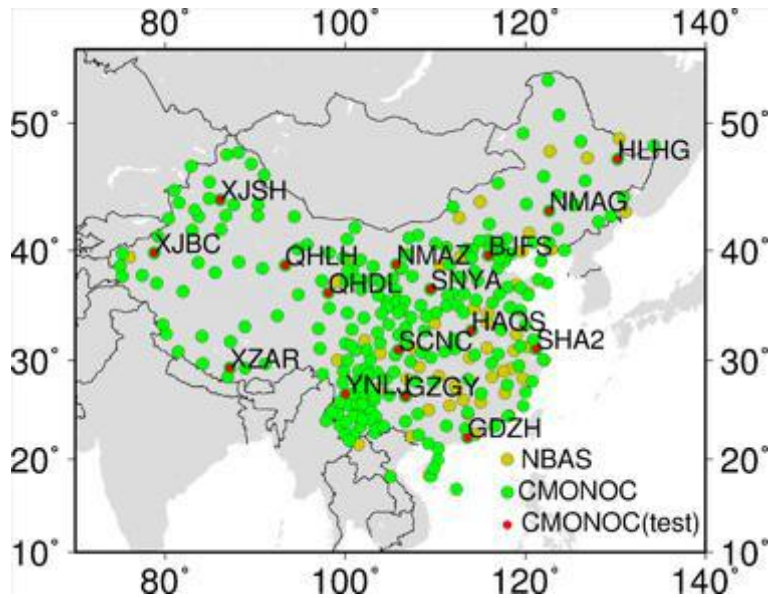 80° 100° 120° 140°
50° 50°
HLHG
XJSH
NMAG
40° XJBC BJFS 40°
QHLH NMAZ
QHDL SNYA
HAQS
SCNC SHA2
30° XZAR 30°
YNLJ GZGY
GDZH
20° NBAS 20°
CMONOC
CMONOC(test)
10° 10°
80° 100° 120° 140°